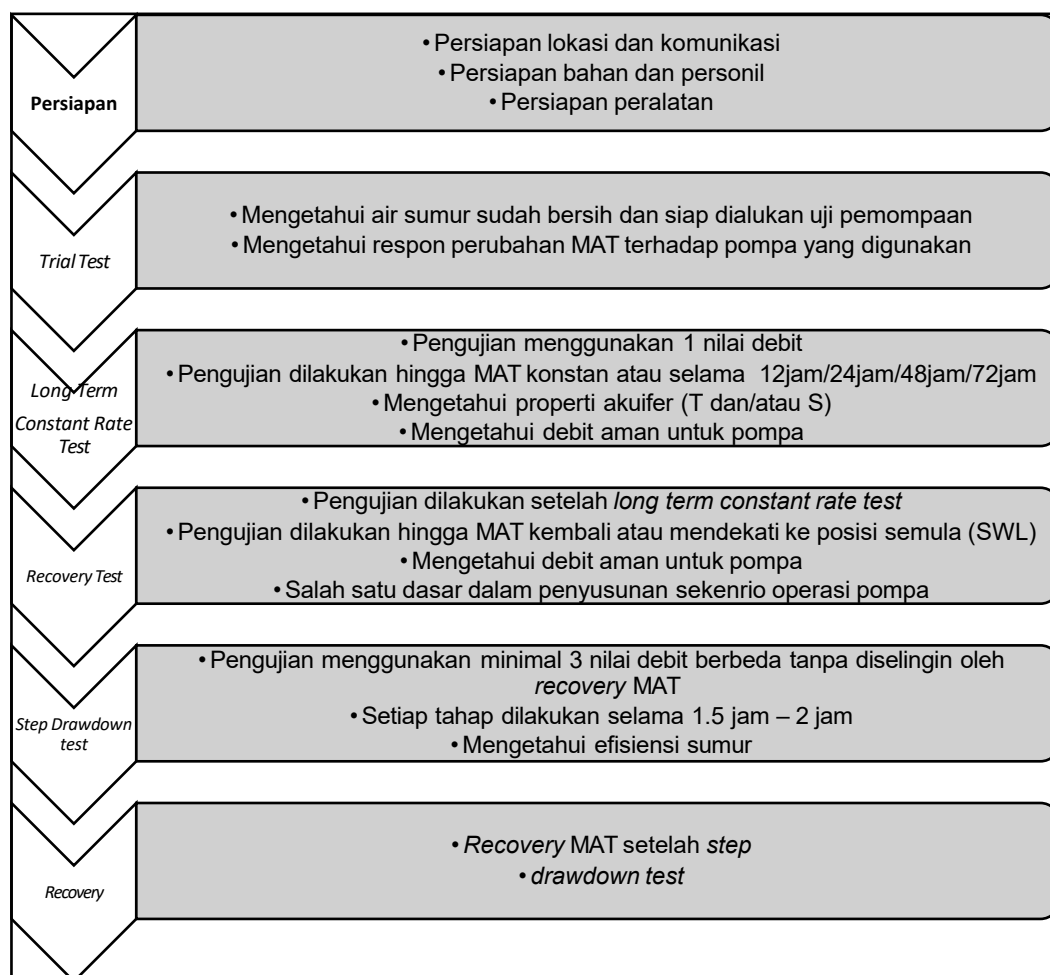 Persiapan
• Persiapan lokasi dan komunikasi
• Persiapan bahan dan personil
• Persiapan peralatan
Trial Test
• Mengetahui air sumur sudah bersih dan siap dialukan uji pemompaan
• Mengetahui respon perubahan MAT terhadap pompa yang digunakan
Long Term
Constant Rate
Test
• Pengujian menggunakan 1 nilai debit
• Pengujian dilakukan hingga MAT konstan atau selama 12jam/24jam/48jam/72jam
• Mengetahui properti akuifer (T dan/atau S)
• Mengetahui debit aman untuk pompa
Recovery Test
• Pengujian dilakukan setelah long term constant rate test
• Pengujian dilakukan hingga MAT kembali atau mendekati ke posisi semula (SWL)
• Mengetahui debit aman untuk pompa
• Salah satu dasar dalam penyusunan sekenrio operasi pompa
Step Drawdown
test
• Pengujian menggunakan minimal 3 nilai debit berbeda tanpa diselingin oleh
recovery MAT
• Setiap tahap dilakukan selama 1.5 jam – 2 jam
• Mengetahui efisiensi sumur
Recovery
• Recovery MAT setelah step
• drawdown test